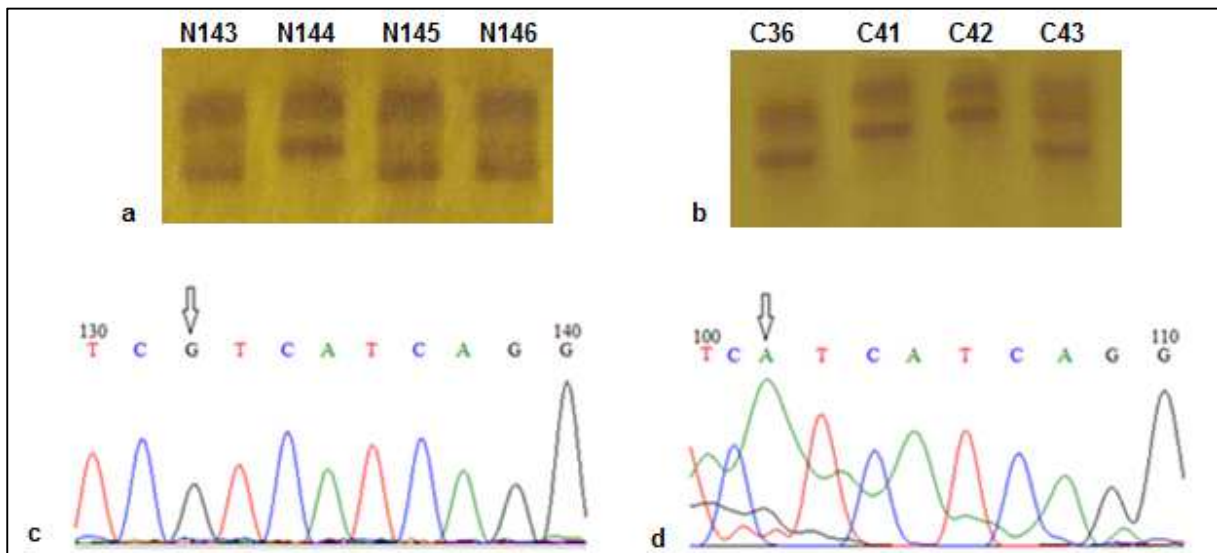 N143 N144 N145 N146
C36 C41 C42 C43
a
b
130 140
T C G T C A T C A G G
100 110
T C A T C A T C A G G
c
d